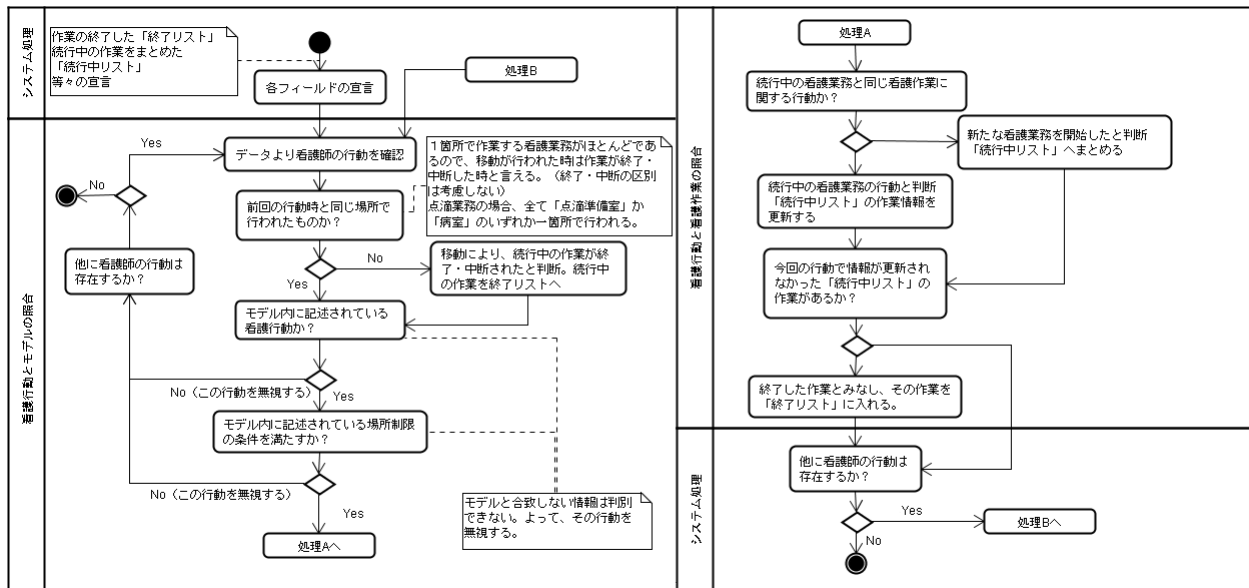 システム処理
作業の終了した「終了リスト」
続行中の作業をまとめた
「続行中リスト」
等々の宣言
各フィールドの宣言
処理B
看護行動とモデルの照合
データより看護師の行動を確認
1箇所で作業する看護業務がほとんどであ
るので、移動が行われた時は作業が終了・
中断した時と言える。（終了・中断の区別
は考慮しない）
点滴業務の場合、全て「点滴準備室」か
「病室」のいずれか一箇所で行われる。
Yes
No
前回の行動時と同じ場所で
行われたものか？
他に看護師の行動は
存在するか？
No
Yes
移動により、続行中の作業が終
了・中断されたと判断。続行中
の作業を終了リストへ
モデル内に記述されている
看護行動か？
No（この行動を無視する）
Yes
モデル内に記述されている場所制限
の条件を満たすか？
No（この行動を無視する）
Yes
モデルと合致しない情報は判別
できない。よって、その行動を
無視する。
処理Aへ
看護行動と看護作業の照合
処理A
続行中の看護業務と同じ看護作業に
関する行動か？
新たな看護業務を開始したと判断
「続行中リスト」へまとめる
続行中の看護業務の行動と判断
「続行中リスト」の作業情報を
更新する
今回の行動で情報が更新され
なかった「続行中リスト」の
作業があるか？
終了した作業とみなし、その作業を
「終了リスト」に入れる。
システム処理
他に看護師の行動は
存在するか？
Yes
処理Bへ
No